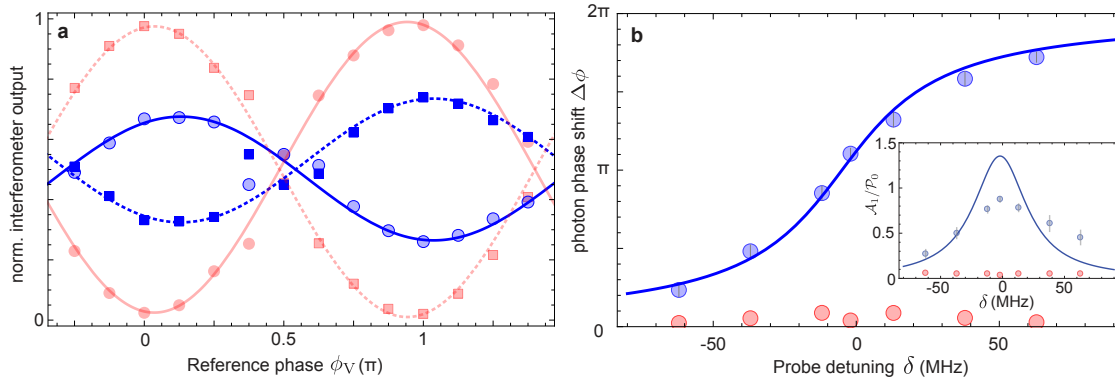 a
1
0
norm. interferometer output
0
0.5
1
Reference phase ϕV (π)
b
2π
π
0
photon phase shift Δϕ
-50
0
50
Probe detuning δ (MHz)
1.5
1
0.5
0
A1/P0
-50
0
50
δ (MHz)